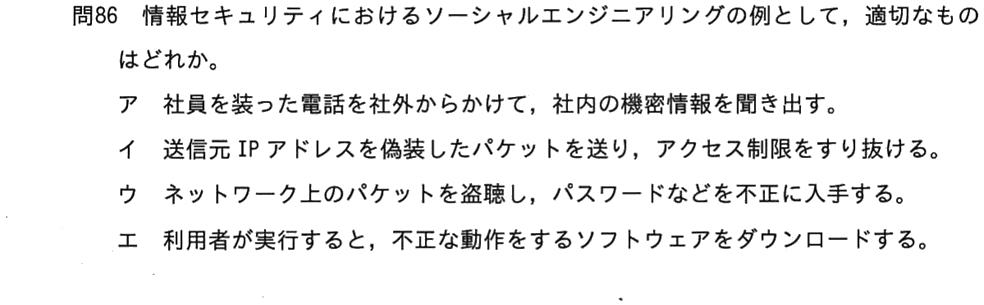 問86 情報セキュリティにおけるソーシャルエンジニアリングの例として，適切なもの
はどれか。
ア 社員を装った電話を社外からかけて，社内の機密情報を聞き出す。
イ 送信元 IP アドレスを偽装したパケットを送り，アクセス制限をすり抜ける。
ウ ネットワーク上のパケットを盗聴し，パスワードなどを不正に入手する。
エ 利用者が実行すると，不正な動作をするソフトウェアをダウンロードする。